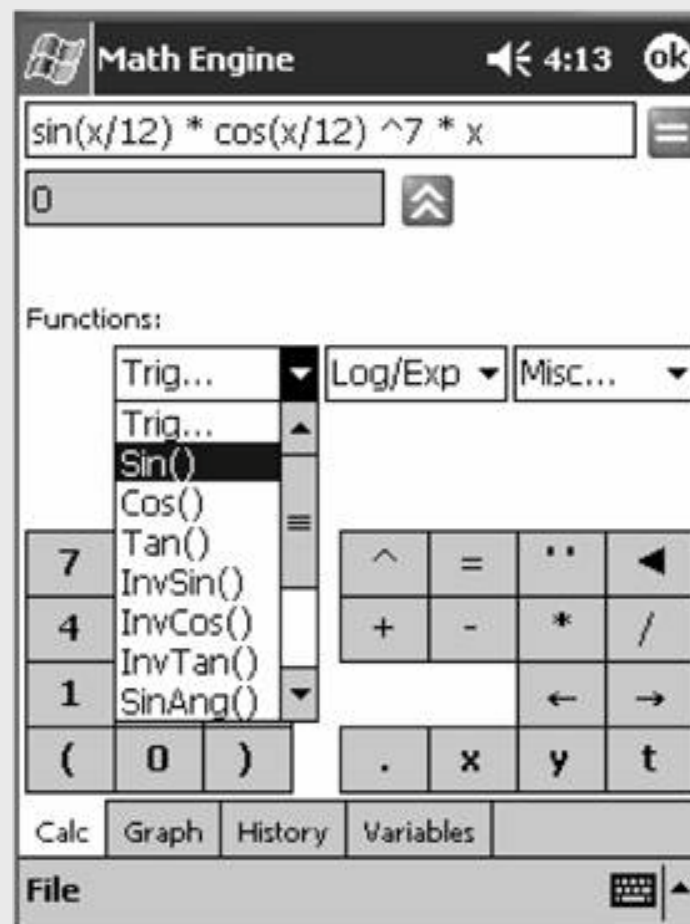 Math Engine 4:13 ok
sin(x/12) * cos(x/12) ^7 * x =
0
Functions:
Trig... Log/Exp Misc...
Trig...
Sin()
Cos()
Tan()
InvSin()
InvCos()
InvTan()
SinAng()
7 ^ = '' ◄
4 + - * /
1 ← →
( 0 ) . x y t
Calc Graph History Variables
File